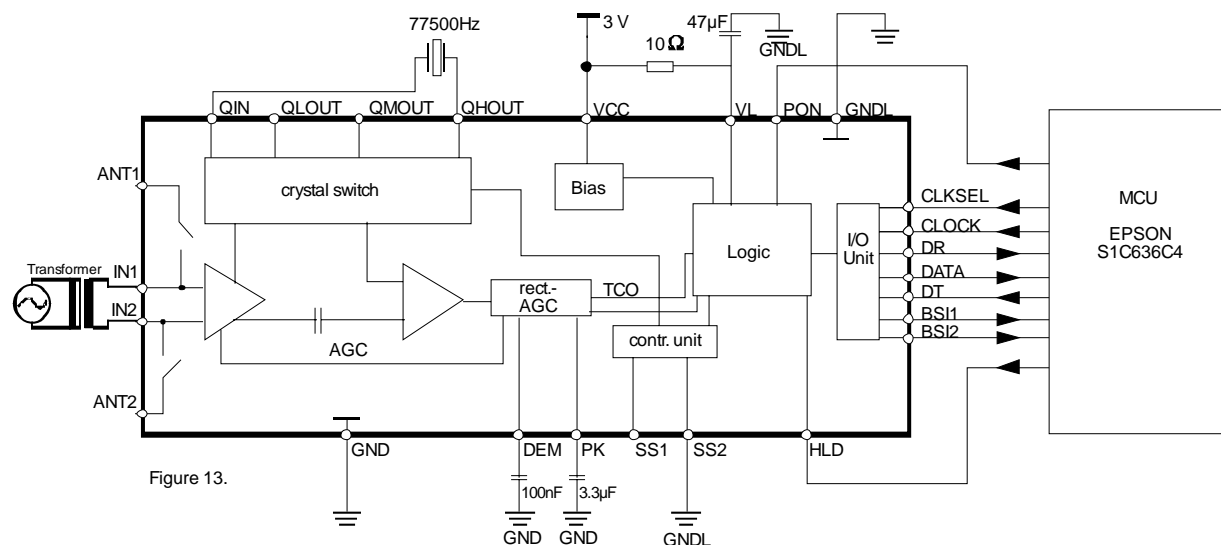 77500Hz
3 V
47µF
GNDL
10 Ω
QIN
QLOUT
QMOUT
QHOUT
VCC
VL
PON
GNDL
ANT1
crystal switch
Bias
MCU
EPSON
S1C636C4
CLKSEL
CLOCK
DR
DATA
DT
BSI1
BSI2
Logic
I/O
Unit
Transformer
IN1
IN2
rect.-
AGC
TCO
AGC
contr. unit
ANT2
GND
DEM
PK
SS1
SS2
HLD
Figure 13.
100nF
3.3µF
GND
GND
GNDL